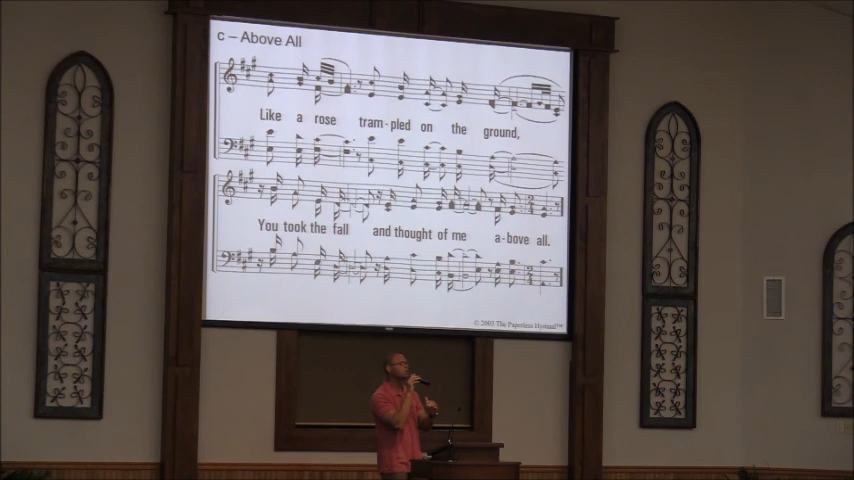 c – Above All
Like a rose tram-pled on the ground,
You took the fall and thought of me a-bove all.
© 2003 The Paperless Hymnal™